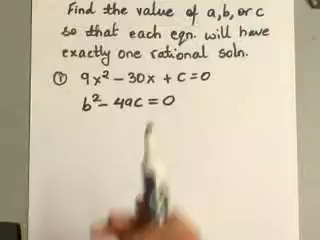 Find the value of a, b, or c
so that each eqn. will have
exactly one rational soln.
① 9x² - 30x + c = 0
b² - 4ac = 0